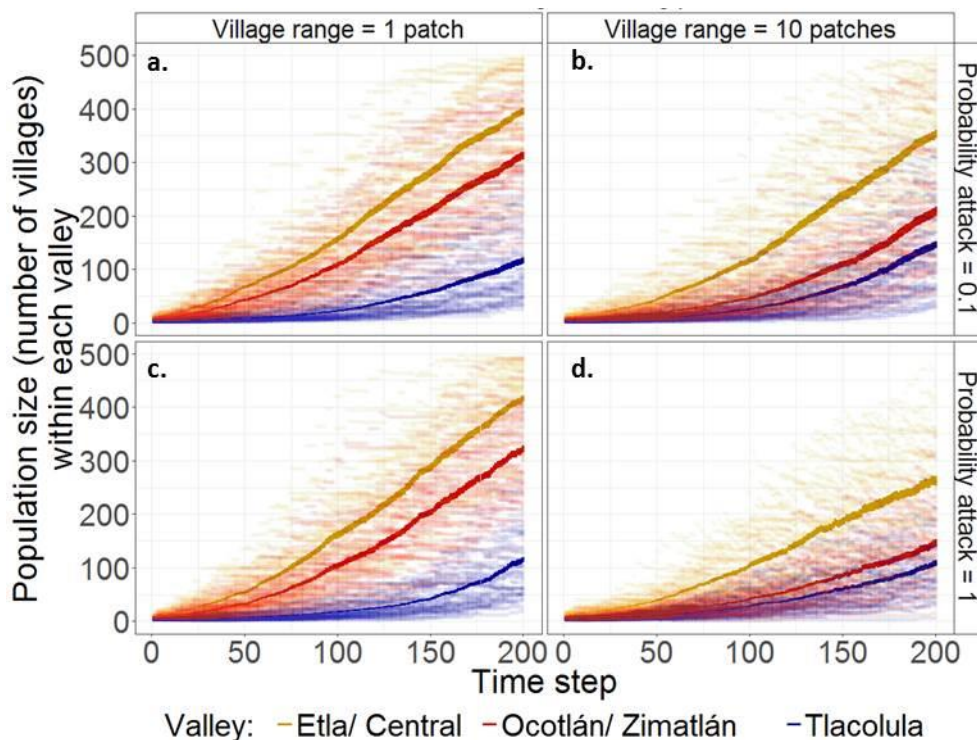 Village range = 1 patch
Village range = 10 patches
a.
b.
Probability attack = 0.1
500
400
300
200
100
0
c.
d.
Probability attack = 1
500
400
300
200
100
0
Population size (number of villages)
within each valley
0 50 100 150 200
0 50 100 150 200
Time step
Valley: Etla/ Central Ocotlán/ Zimatlán Tlacolula